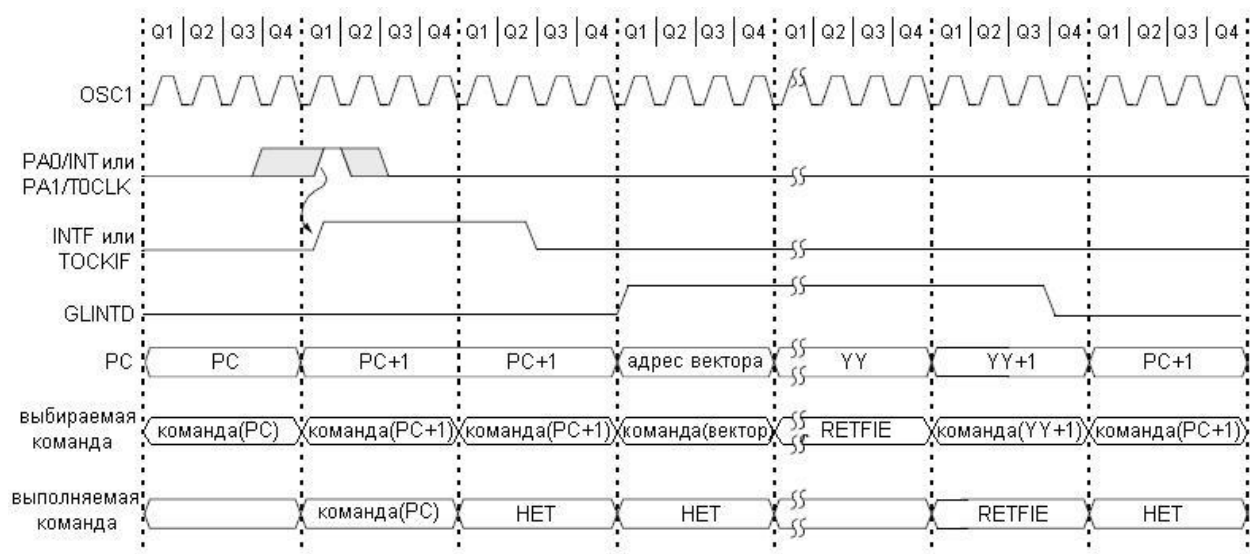 Q1 Q2 Q3 Q4 Q1 Q2 Q3 Q4 Q1 Q2 Q3 Q4 Q1 Q2 Q3 Q4 Q1 Q2 Q3 Q4 Q1 Q2 Q3 Q4 Q1 Q2 Q3 Q4
OSC1
PA0/INT или
PA1/T0CLK
INTF или
TOCKIF
GLINTD
PC PC PC+1 PC+1 адрес вектора YY YY+1 PC+1
выбираемая
команда
команда(PC) команда(PC+1) команда(PC+1) команда(вектор) RETFIE команда(YY+1) команда(PC+1)
выполняемая
команда
команда(PC) НЕТ НЕТ RETFIE НЕТ